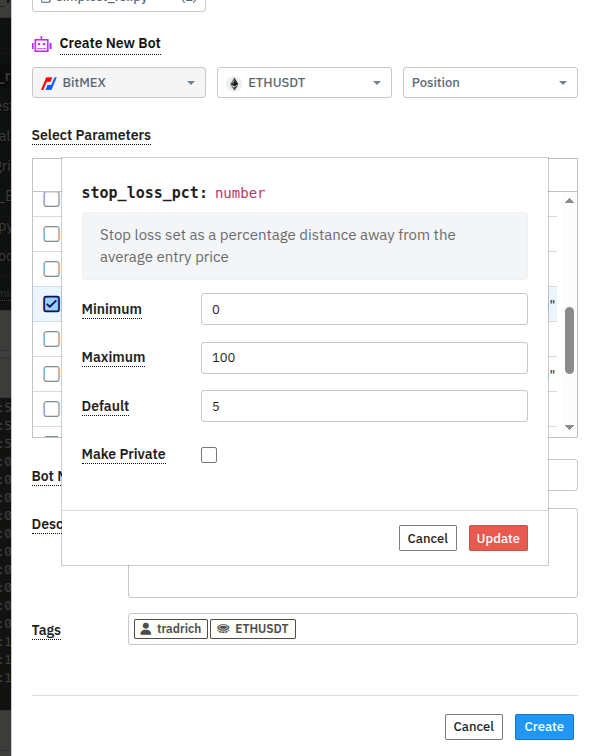 Create New Bot
BitMEX ETHUSDT Position
Select Parameters
stop_loss_pct: number
Stop loss set as a percentage distance away from the
average entry price
Minimum 0
Maximum 100
Default 5
Make Private
Bot
Desc
Cancel Update
Tags tradrich ETHUSDT
Cancel Create